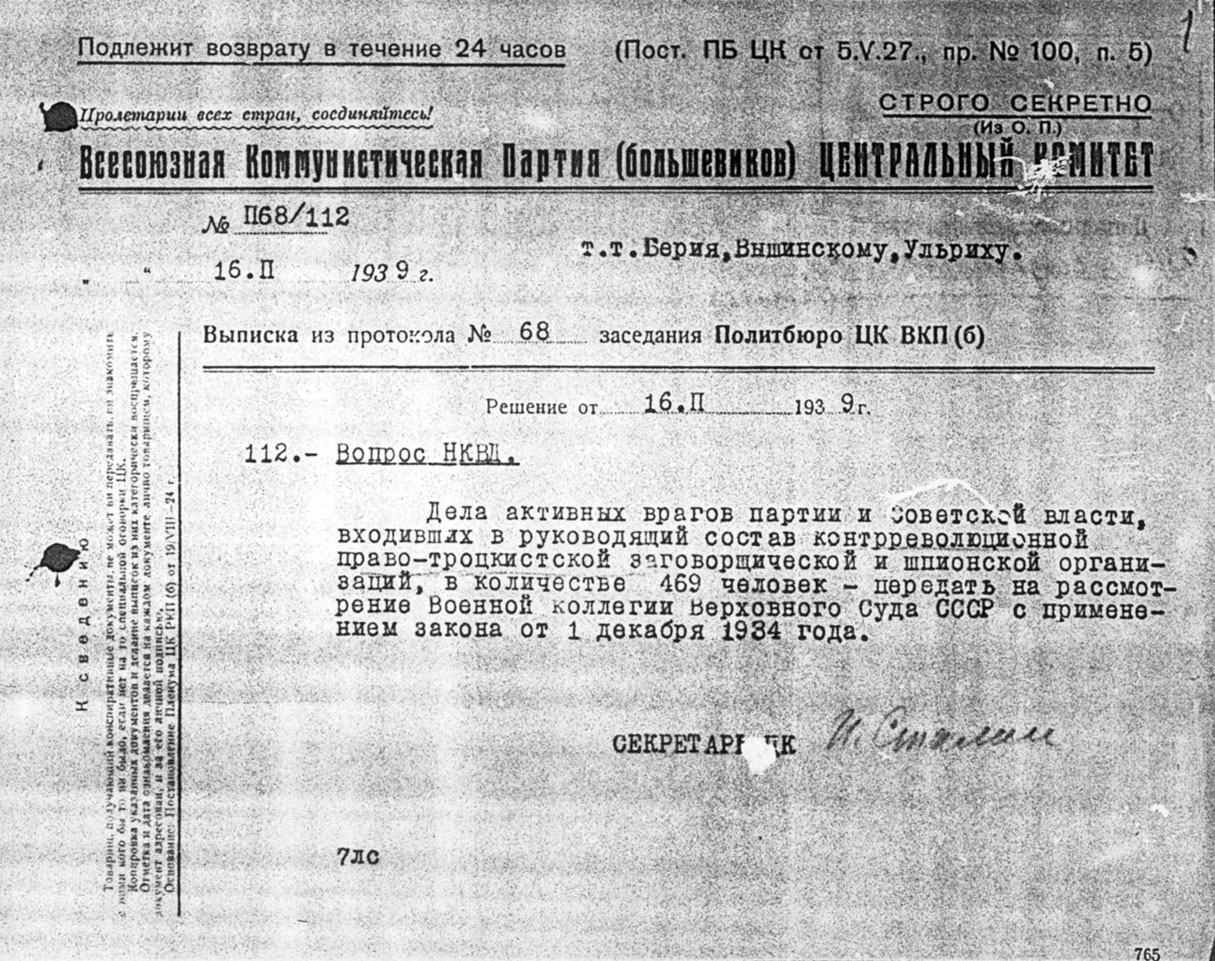 1
Подлежит возврату в течение 24 часов (Пост. ПБ ЦК от 5.V.27., пр. № 100, п. 5)
СТРОГО СЕКРЕТНО
(Из О. П.)
Пролетарии всех стран, соединяйтесь!
Всесоюзная Коммунистическая Партия (большевиков) ЦЕНТРАЛЬНЫЙ КОМИТЕТ
№ П68/112
т.т.Берия,Вышинскому,Ульриху.
" " 16.П 1939 г.
Выписка из протокола № 68 заседания Политбюро ЦК ВКП(б)
Решение от 16.П 1939г.
112.- Вопрос НКВД.
Дела активных врагов партии и Советской власти,
входивших в руководящий состав контрреволюционной
право-троцкистской заговорщической и шпионской органи-
заций, в количестве 469 человек - передать на рассмот-
рение Военной коллегии Верховного Суда СССР с примене-
нием закона от 1 декабря 1934 года.
СЕКРЕТАРЬ ЦК И. Сталин
7лс
К сведению
Товарищ, получающий конспиративные документы, не может ни передавать, ни знакомить
с ними кого бы то ни было, если нет на то специальной оговорки ЦК.
Копировка указанных документов и делание выписок из них категорически воспрещается.
Отметка и дата ознакомления делается на каждом документе лично товарищем, которому
документ адресован, и за его личной подписью.
Основание: Постановление Пленума ЦК РКП (б) от 19/VIII—24 г.
765